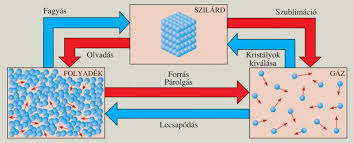 Fagyás
SZILÁRD
Szublimáció
Olvadás
Kristályok
kiválása
FOLYADÉK
Forrás
Párolgás
GÁZ
Lecsapódás